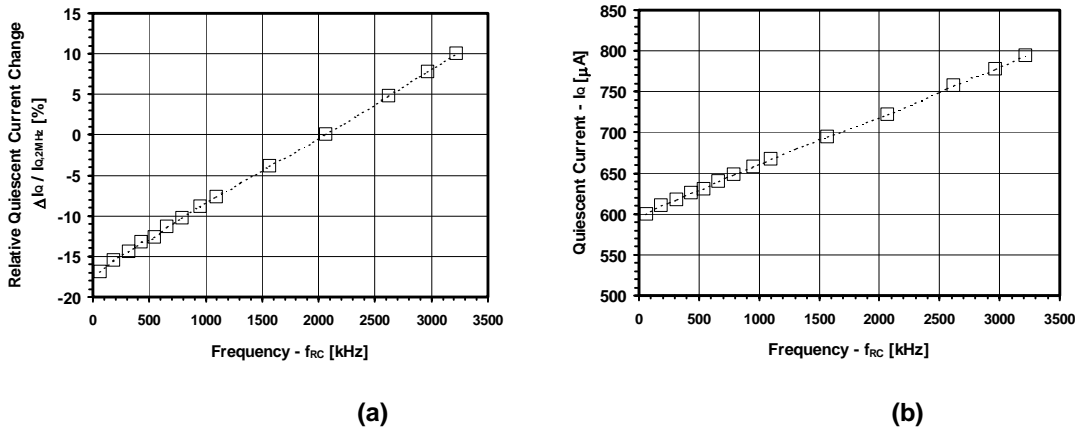 Relative Quiescent Current Change
ΔIQ / IQ,2MHz [%]
15
10
5
0
-5
-10
-15
-20
0 500 1000 1500 2000 2500 3000 3500
Frequency - fRC [kHz]
(a)
Quiescent Current - IQ [µA]
850
800
750
700
650
600
550
500
0 500 1000 1500 2000 2500 3000 3500
Frequency - fRC [kHz]
(b)